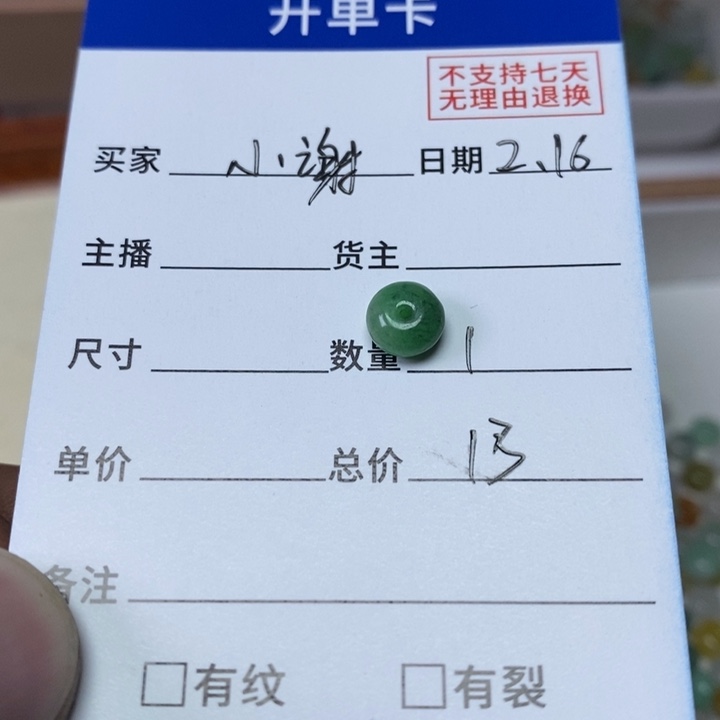 开单卡
不支持七天
无理由退换
买家 小谢 日期 2.16
主播 货主
尺寸 数量 1
单价 总价 13
备注
□有纹 □有裂